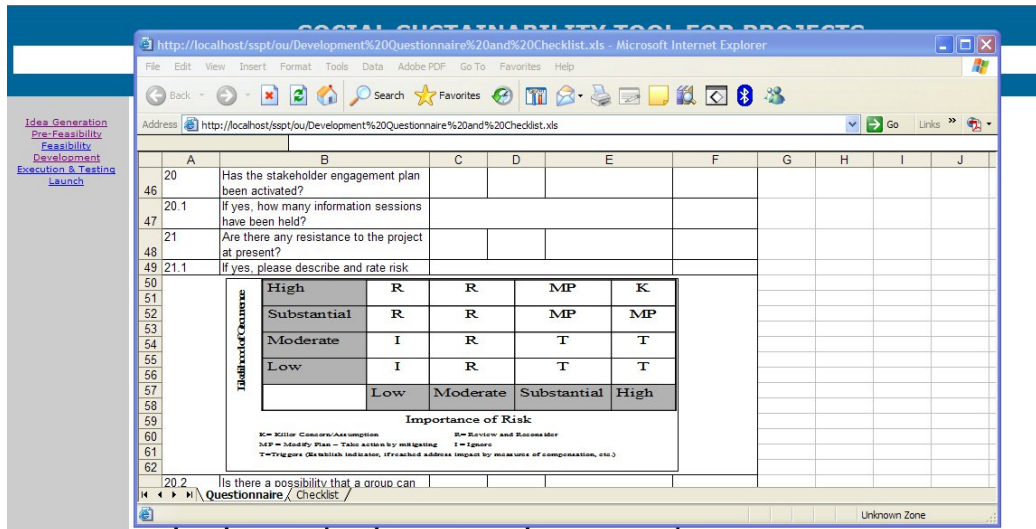 SOCIAL SUSTAINABILITY TOOL FOR PROJECTS
http://localhost/sspt/ou/Development%20Questionnaire%20and%20Checklist.xls - Microsoft Internet Explorer
File Edit View Insert Format Tools Data Adobe PDF Go To Favorites Help
Back Search Favorites
Address http://localhost/sspt/ou/Development%20Questionnaire%20and%20Checklist.xls Go Links »
Idea Generation
Pre-Feasibility
Feasibility
Development
Execution & Testing
Launch
A B C D E F G H I J
46 20 Has the stakeholder engagement plan
been activated?
47 20.1 If yes, how many information sessions
have been held?
48 21 Are there any resistance to the project
at present?
49 21.1 If yes, please describe and rate risk
50
51
52
53
54
55
56
57
58
59
60
61
62
Likelihood of Occurrence
High R R MP K
Substantial R R MP MP
Moderate I R T T
Low I R T T
Low Moderate Substantial High
Importance of Risk
K= Killer Concern/Assumption R= Review and Reconsider
MP = Modify Plan – Take action by mitigating I = Ignore
T=Triggers (Establish indicator, if reached address impact by measures of compensation, etc.)
20.2 Is there a possibility that a group can
Questionnaire Checklist
Unknown Zone